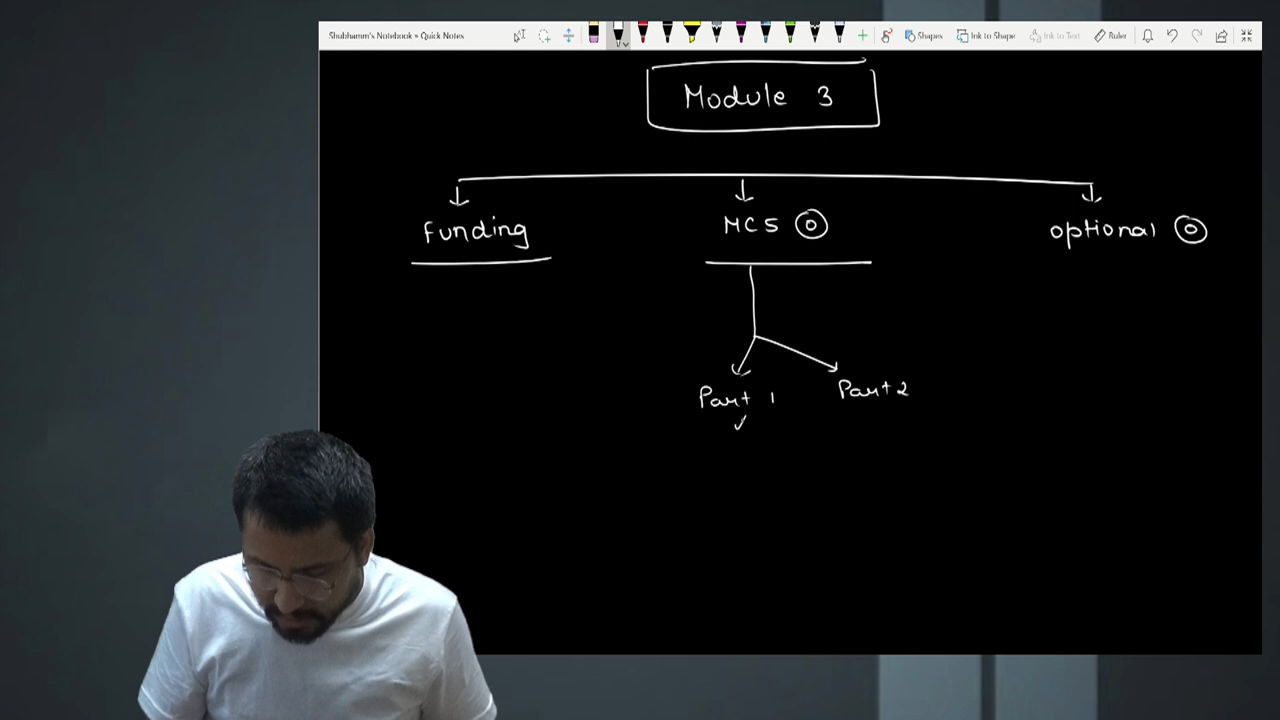 Shubhamm's Notebook » Quick Notes
Shapes
Ink to Shape
Ink to Text
Ruler
Module 3
Funding
MCS
optional
Part 1
Part 2